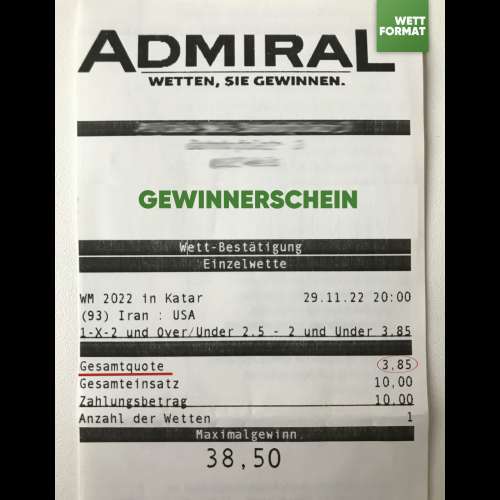 WETT
FORMAT
ADMIRAL
WETTEN, SIE GEWINNEN.
GEWINNERSCHEIN
Wett-Bestätigung
Einzelwette
WM 2022 in Katar 29.11.22 20:00
(93) Iran : USA
1-X-2 und Over/Under 2.5 - 2 und Under 3.85
Gesamtquote 3,85
Gesamteinsatz 10,00
Zahlungsbetrag 10,00
Anzahl der Wetten 1
Maximalgewinn
38,50